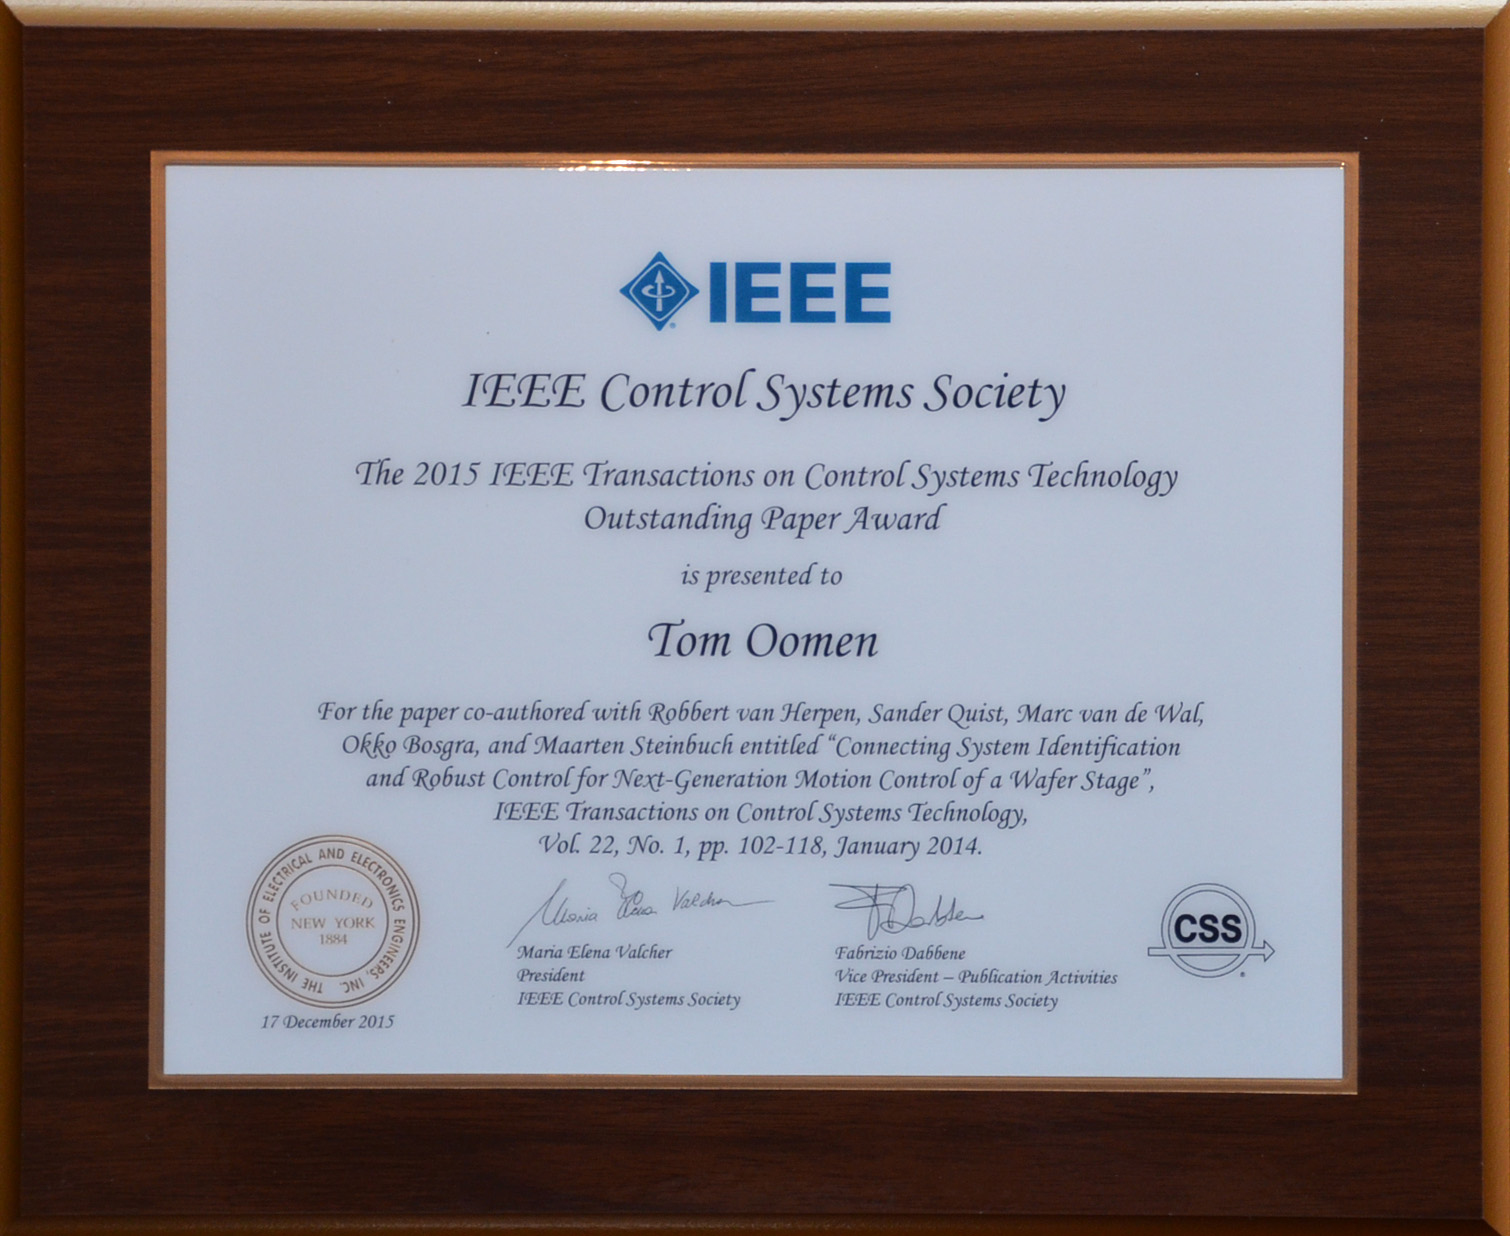 IEEE
IEEE Control Systems Society
The 2015 IEEE Transactions on Control Systems Technology
Outstanding Paper Award
is presented to
Tom Oomen
For the paper co-authored with Robbert van Herpen, Sander Quist, Marc van de Wal,
Okko Bosgra, and Maarten Steinbuch entitled “Connecting System Identification
and Robust Control for Next-Generation Motion Control of a Wafer Stage”,
IEEE Transactions on Control Systems Technology,
Vol. 22, No. 1, pp. 102-118, January 2014.
THE INSTITUTE OF ELECTRICAL AND ELECTRONICS ENGINEERS, INC.
FOUNDED
NEW YORK
1884
17 December 2015
Maria Elena Valcher
Maria Elena Valcher
President
IEEE Control Systems Society
F Dabbene
Fabrizio Dabbene
Vice President – Publication Activities
IEEE Control Systems Society
CSS